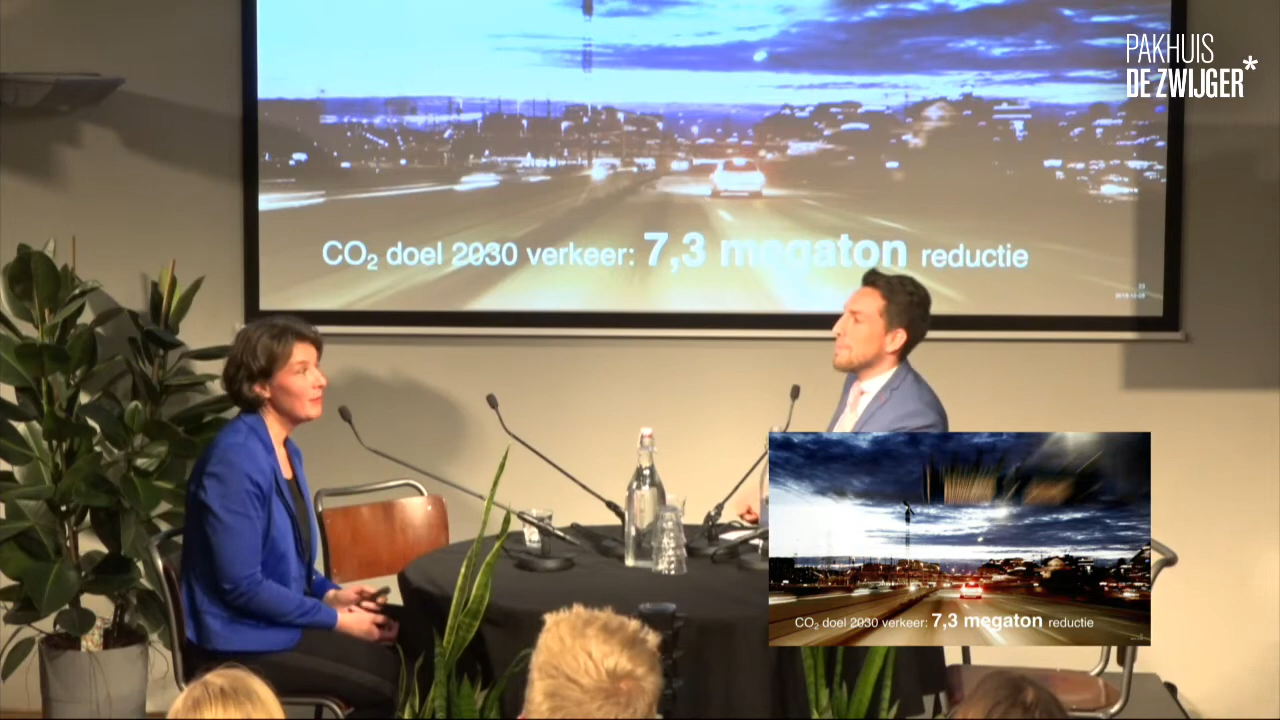 PAKHUIS
DE ZWIJGER*
CO₂ doel 2030 verkeer: 7,3 megaton reductie
CO₂ doel 2030 verkeer: 7,3 megaton reductie